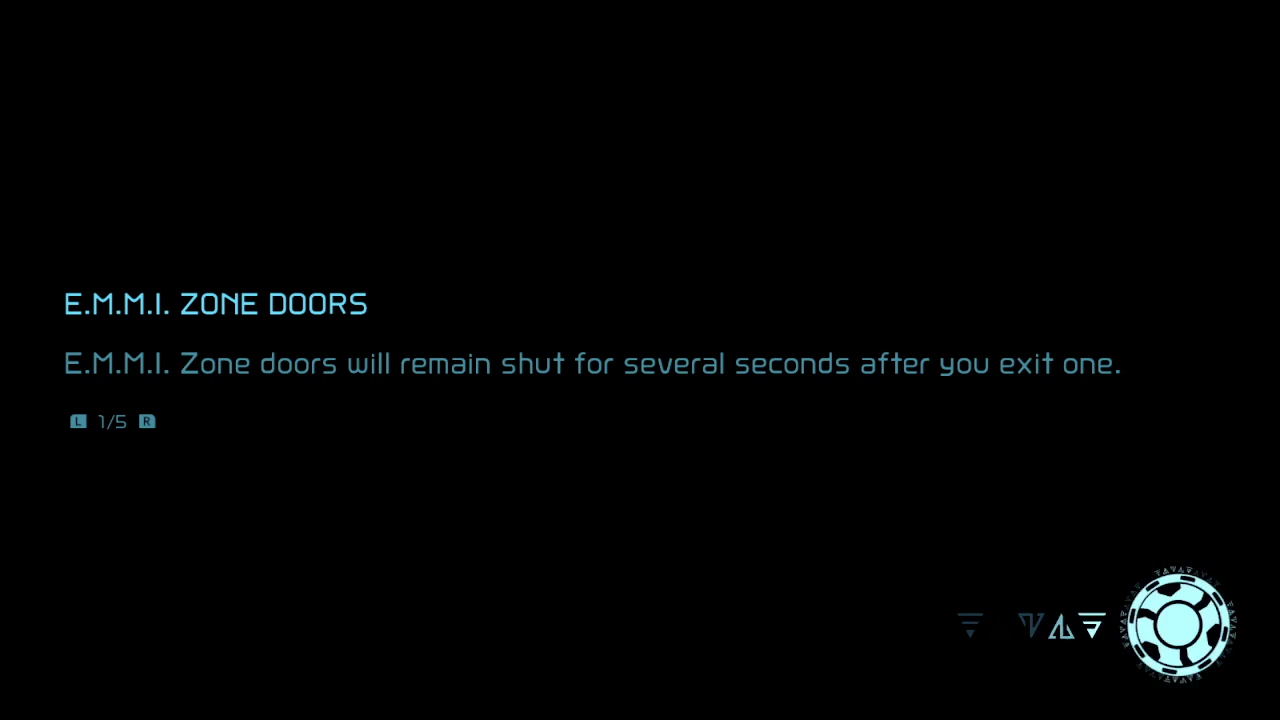 E.M.M.I. ZONE DOORS
E.M.M.I. Zone doors will remain shut for several seconds after you exit one.
L 1/5 R